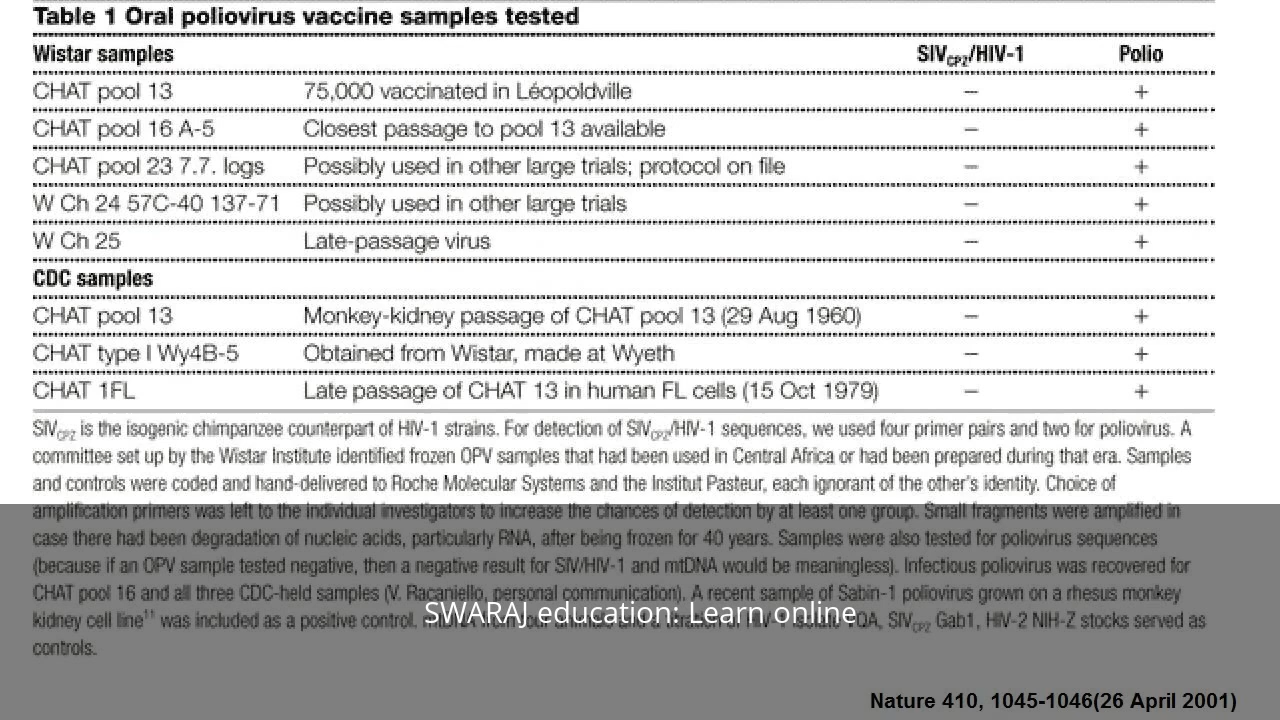 Table 1 Oral poliovirus vaccine samples tested
Wistar samples SIVCPZ/HIV-1 Polio
CHAT pool 13 75,000 vaccinated in Léopoldville – +
CHAT pool 16 A-5 Closest passage to pool 13 available – +
CHAT pool 23 7.7. logs Possibly used in other large trials; protocol on file – +
W Ch 24 57C-40 137-71 Possibly used in other large trials – +
W Ch 25 Late-passage virus – +
CDC samples
CHAT pool 13 Monkey-kidney passage of CHAT pool 13 (29 Aug 1960) – +
CHAT type I Wy4B-5 Obtained from Wistar, made at Wyeth – +
CHAT 1FL Late passage of CHAT 13 in human FL cells (15 Oct 1979) – +
SIVCPZ is the isogenic chimpanzee counterpart of HIV-1 strains. For detection of SIVCPZ/HIV-1 sequences, we used four primer pairs and two for poliovirus. A
committee set up by the Wistar Institute identified frozen OPV samples that had been used in Central Africa or had been prepared during that era. Samples
and controls were coded and hand-delivered to Roche Molecular Systems and the Institut Pasteur, each ignorant of the other's identity. Choice of
amplification primers was left to the individual investigators to increase the chances of detection by at least one group. Small fragments were amplified in
case there had been degradation of nucleic acids, particularly RNA, after being frozen for 40 years. Samples were also tested for poliovirus sequences
(because if an OPV sample tested negative, then a negative result for SIV/HIV-1 and mtDNA would be meaningless). Infectious poliovirus was recovered for
CHAT pool 16 and all three CDC-held samples (V. Racaniello, personal communication). A recent sample of Sabin-1 poliovirus grown on a rhesus monkey
SWARAJ education: Learn online
kidney cell line11 was included as a positive control. SIVCPZ Gab1, HIV-2 NIH-Z stocks served as
controls.
Nature 410, 1045-1046(26 April 2001)